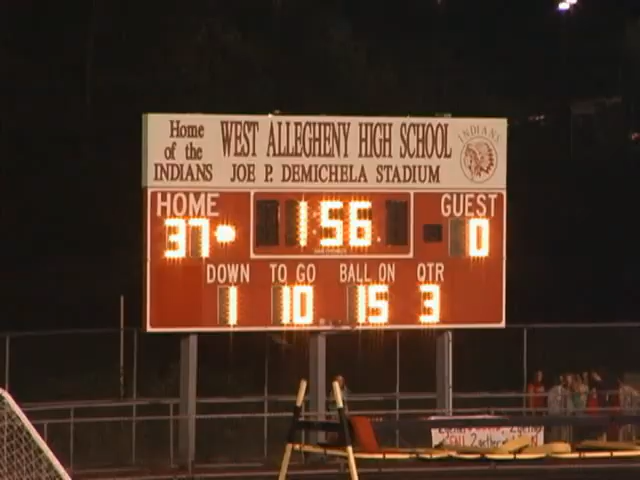 Home of the INDIANS
WEST ALLEGHENY HIGH SCHOOL
JOE P. DEMICHELA STADIUM
INDIANS
HOME
GUEST
37
1:56
0
DOWN TO GO BALL ON QTR
1 10 15 3
2gether